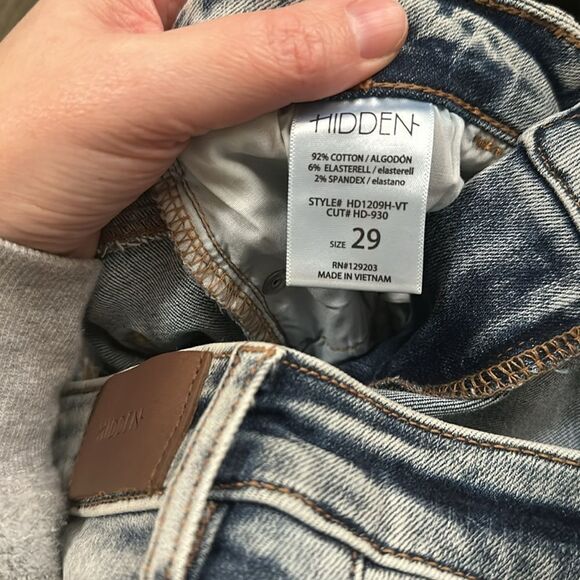 HIDDEN
92% COTTON / ALGODÓN
6% ELASTERELL / elasterell
2% SPANDEX / elastano
STYLE# HD1209H-VT
CUT# HD-930
SIZE 29
RN#129203
MADE IN VIETNAM
HIDDEN